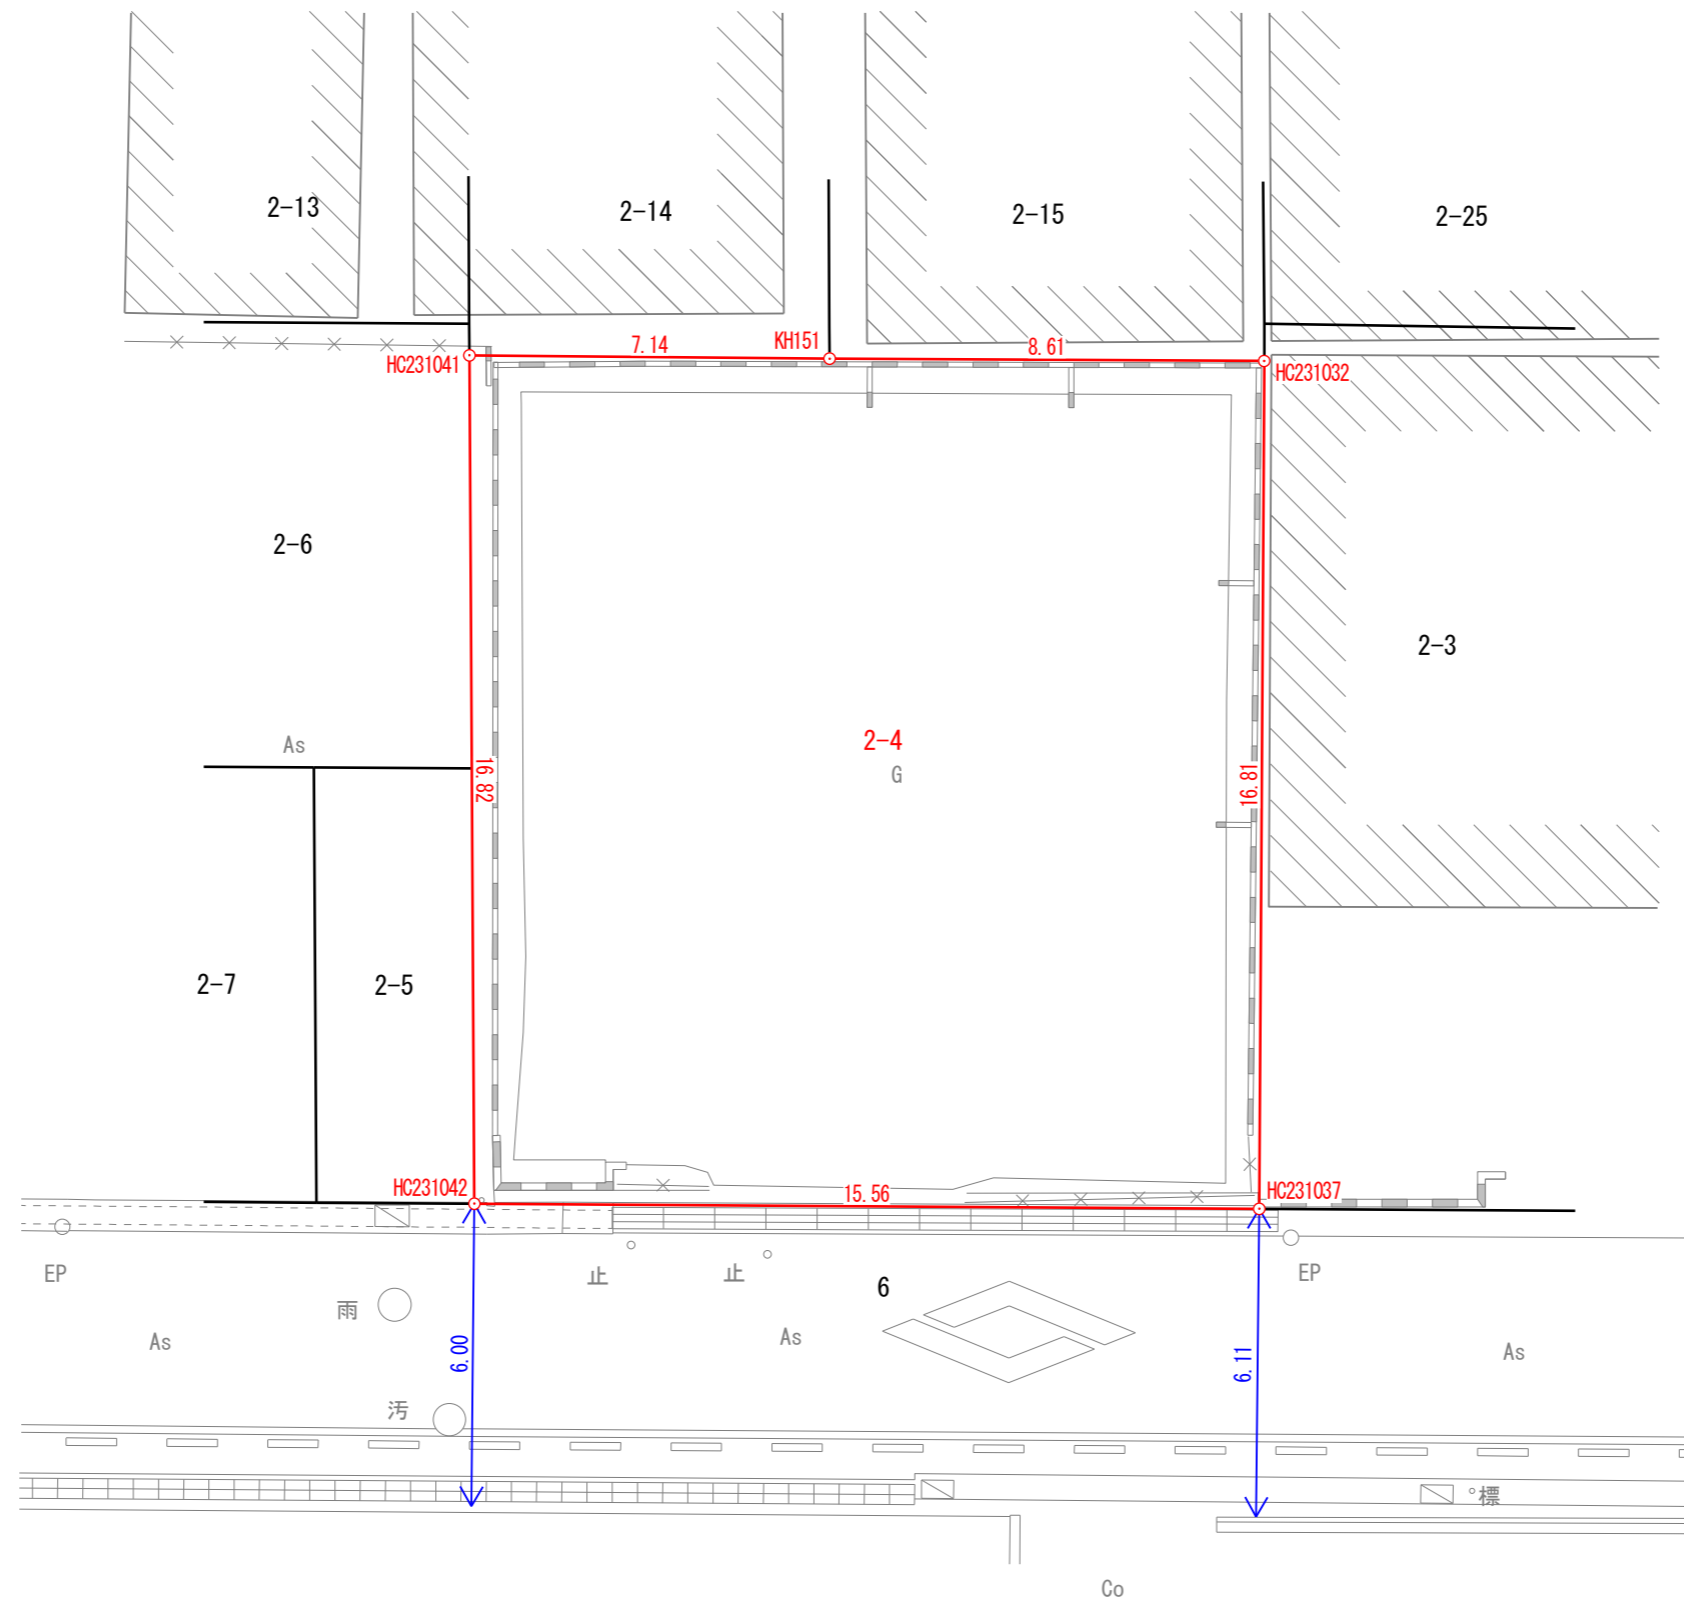 2-13
2-14
2-15
2-25
HC231041
7.14
KH151
8.61
HC231032
2-6
2-3
As
2-4
G
16.82
16.81
2-7
2-5
HC231042
15.56
HC231037
EP
止
止
6
EP
雨
As
As
As
6.00
6.11
汚
標
Co